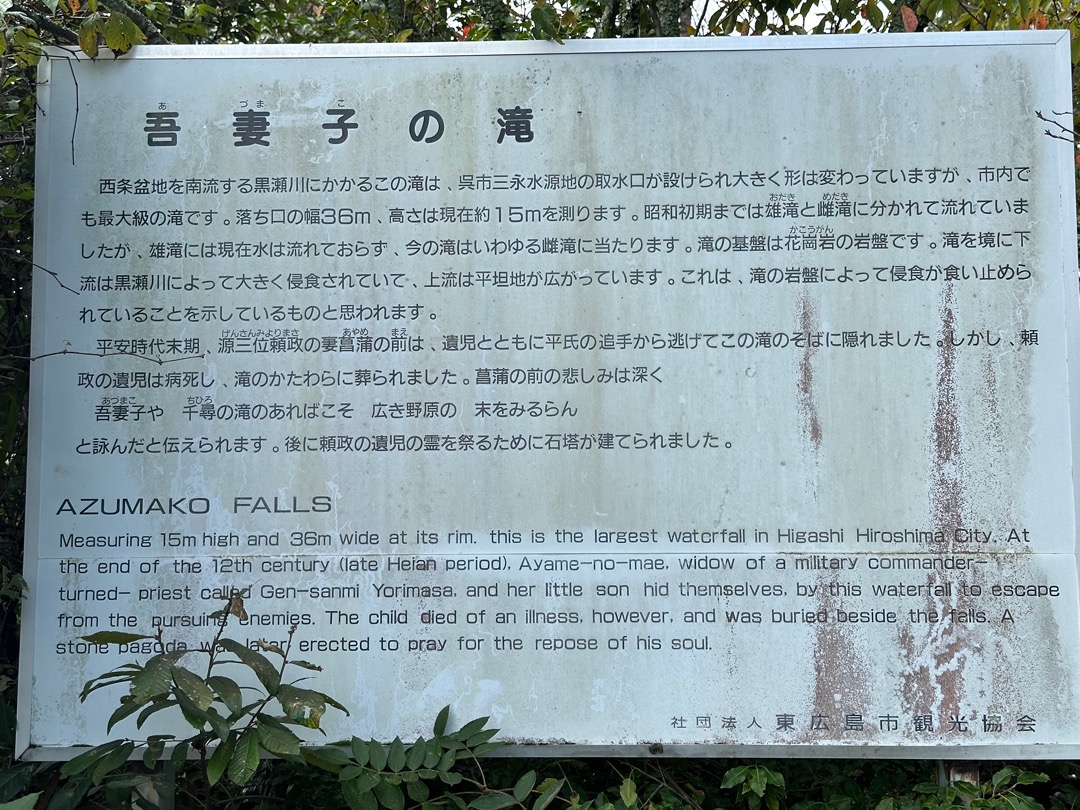 吾妻子の滝
西条盆地を南流する黒瀬川にかかるこの滝は、呉市三永水源地の取水口が設けられ大きく形は変わっていますが、市内で
も最大級の滝です。落ち口の幅36m、高さは現在約15mを測ります。昭和初期までは雄滝と雌滝に分かれて流れていま
したが、雄滝には現在水は流れておらず、今の滝はいわゆる雌滝に当たります。滝の基盤は花崗岩の岩盤です。滝を境に下
流は黒瀬川によって大きく侵食されていて、上流は平坦地が広がっています。これは、滝の岩盤によって侵食が食い止めら
れていることを示しているものと思われます。
平安時代末期、源三位頼政の妻菖蒲の前は、遺児とともに平氏の追手から逃げてこの滝のそばに隠れました。しかし、頼
政の遺児は病死し、滝のかたわらに葬られました。菖蒲の前の悲しみは深く
吾妻子や 千尋の滝のあればこそ 広き野原の 末をみるらん
と詠んだと伝えられます。後に頼政の遺児の霊を祭るために石塔が建てられました。
AZUMAKO FALLS
Measuring 15m high and 36m wide at its rim, this is the largest waterfall in Higashi Hiroshima City. At
the end of the 12th century (late Heian period), Ayame-no-mae, widow of a military commander-
turned- priest called Gen-sanmi Yorimasa, and her little son hid themselves, by this waterfall to escape
from the pursuing enemies. The child died of an illness, however, and was buried beside the falls. A
stone pagoda was later erected to pray for the repose of his soul.
社団法人 東広島市観光協会